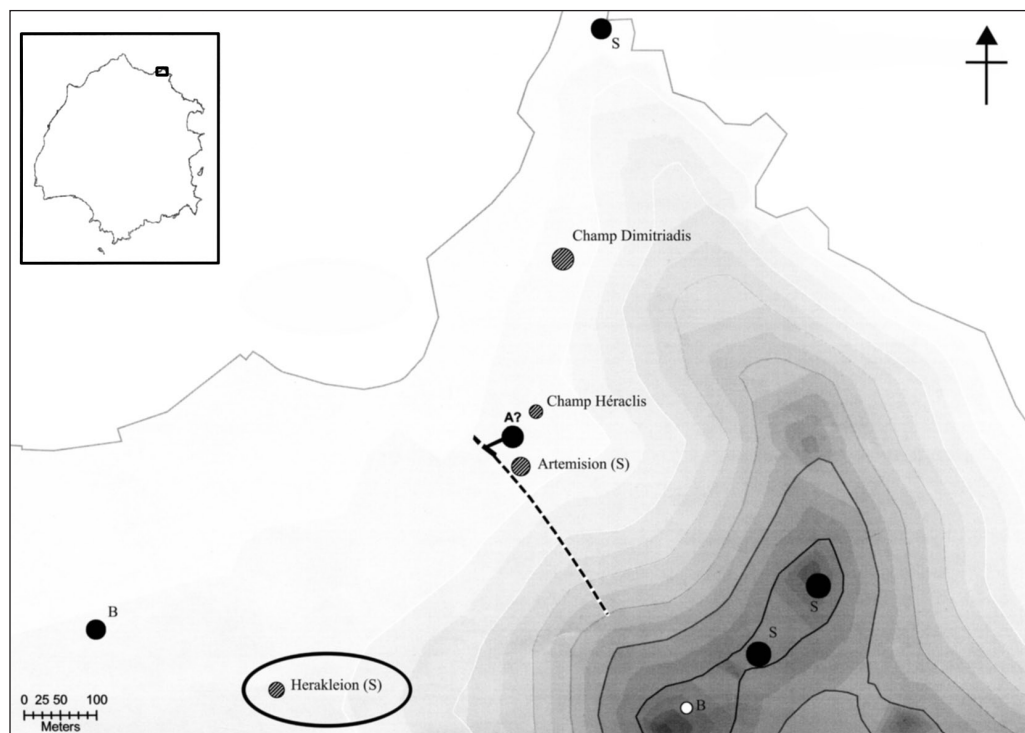 S
Champ Dimitriadis
Champ Héraclis
A?
Artemision (S)
S
B
S
Herakleion (S)
B
0 25 50 100
Meters